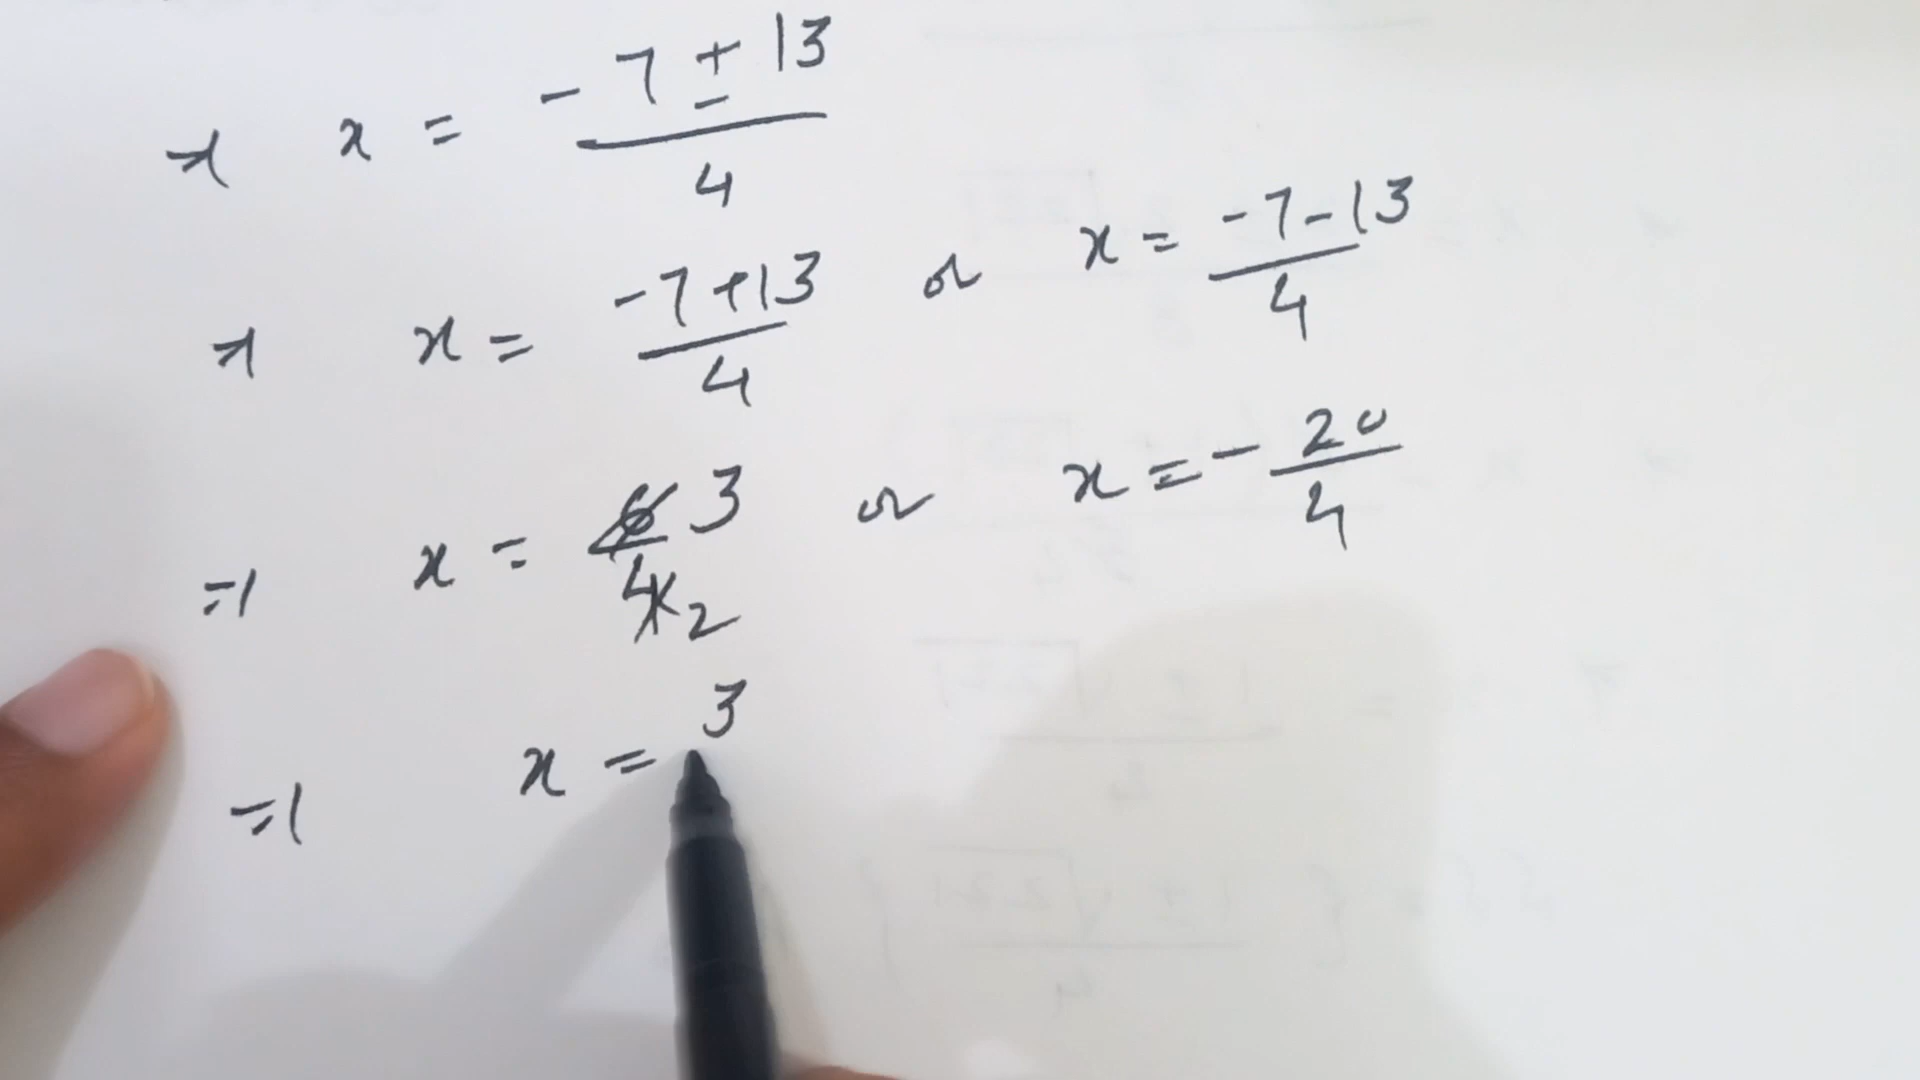 ⇒ x = (-7 ± 13)/4
⇒ x = (-7+13)/4 or x = (-7-13)/4
⇒ x = 6/4 3 2 or x = -20/4
⇒ x = 3